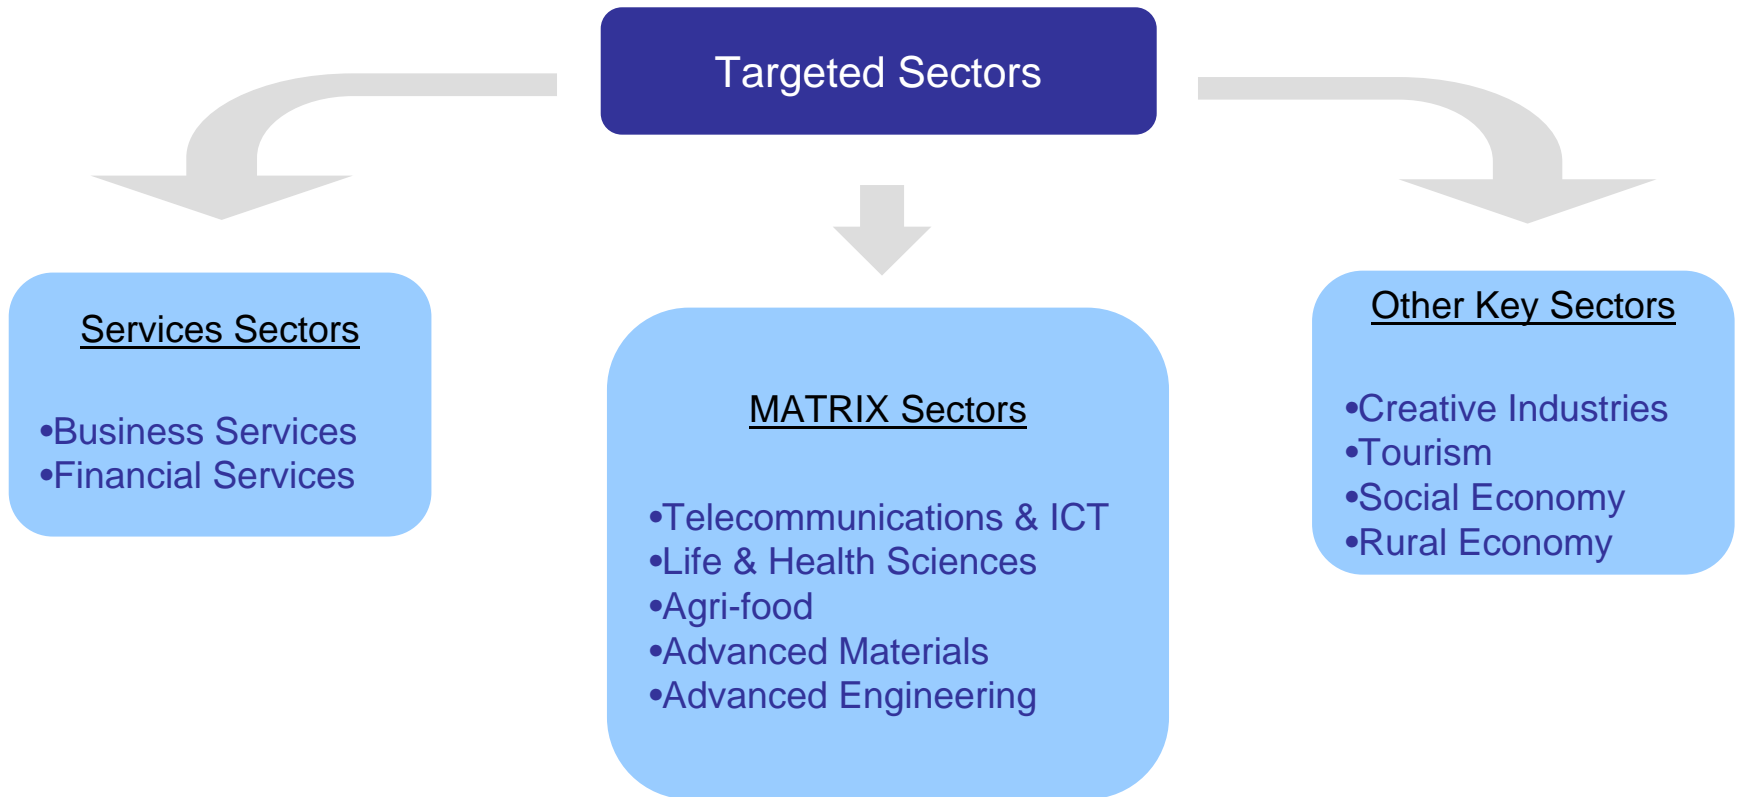 Targeted Sectors
Services Sectors
•Business Services
•Financial Services
MATRIX Sectors
•Telecommunications & ICT
•Life & Health Sciences
•Agri-food
•Advanced Materials
•Advanced Engineering
Other Key Sectors
•Creative Industries
•Tourism
•Social Economy
•Rural Economy